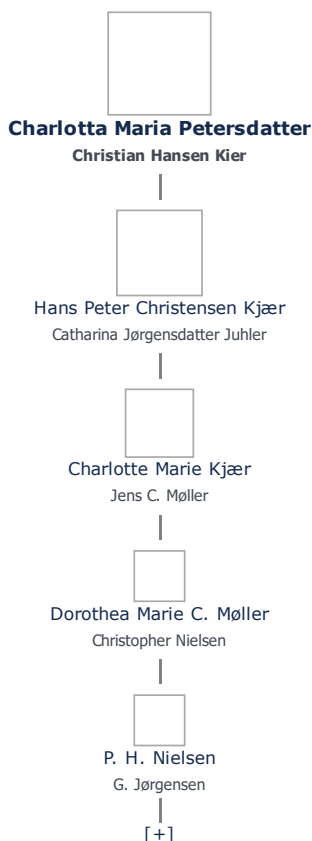 Charlotta Maria Petersdatter
Christian Hansen Kier
Hans Peter Christensen Kjær
Catharina Jørgensdatter Juhler
Charlotte Marie Kjær
Jens C. Møller
Dorothea Marie C. Møller
Christopher Nielsen
P. H. Nielsen
G. Jørgensen
[+]